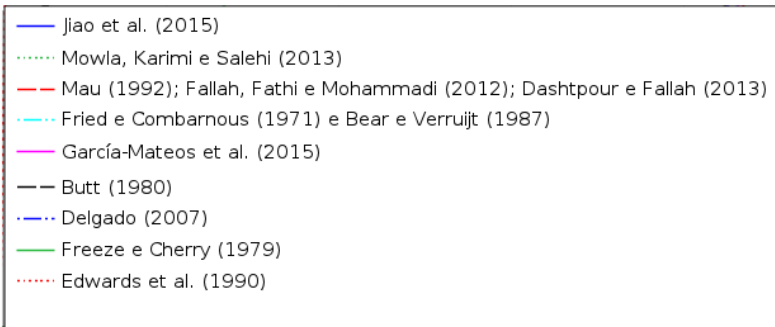 Jiao et al. (2015)
Mowla, Karimi e Salehi (2013)
Mau (1992); Fallah, Fathi e Mohammadi (2012); Dashtpour e Fallah (2013)
Fried e Combarnous (1971) e Bear e Verruijt (1987)
García-Mateos et al. (2015)
Butt (1980)
Delgado (2007)
Freeze e Cherry (1979)
Edwards et al. (1990)